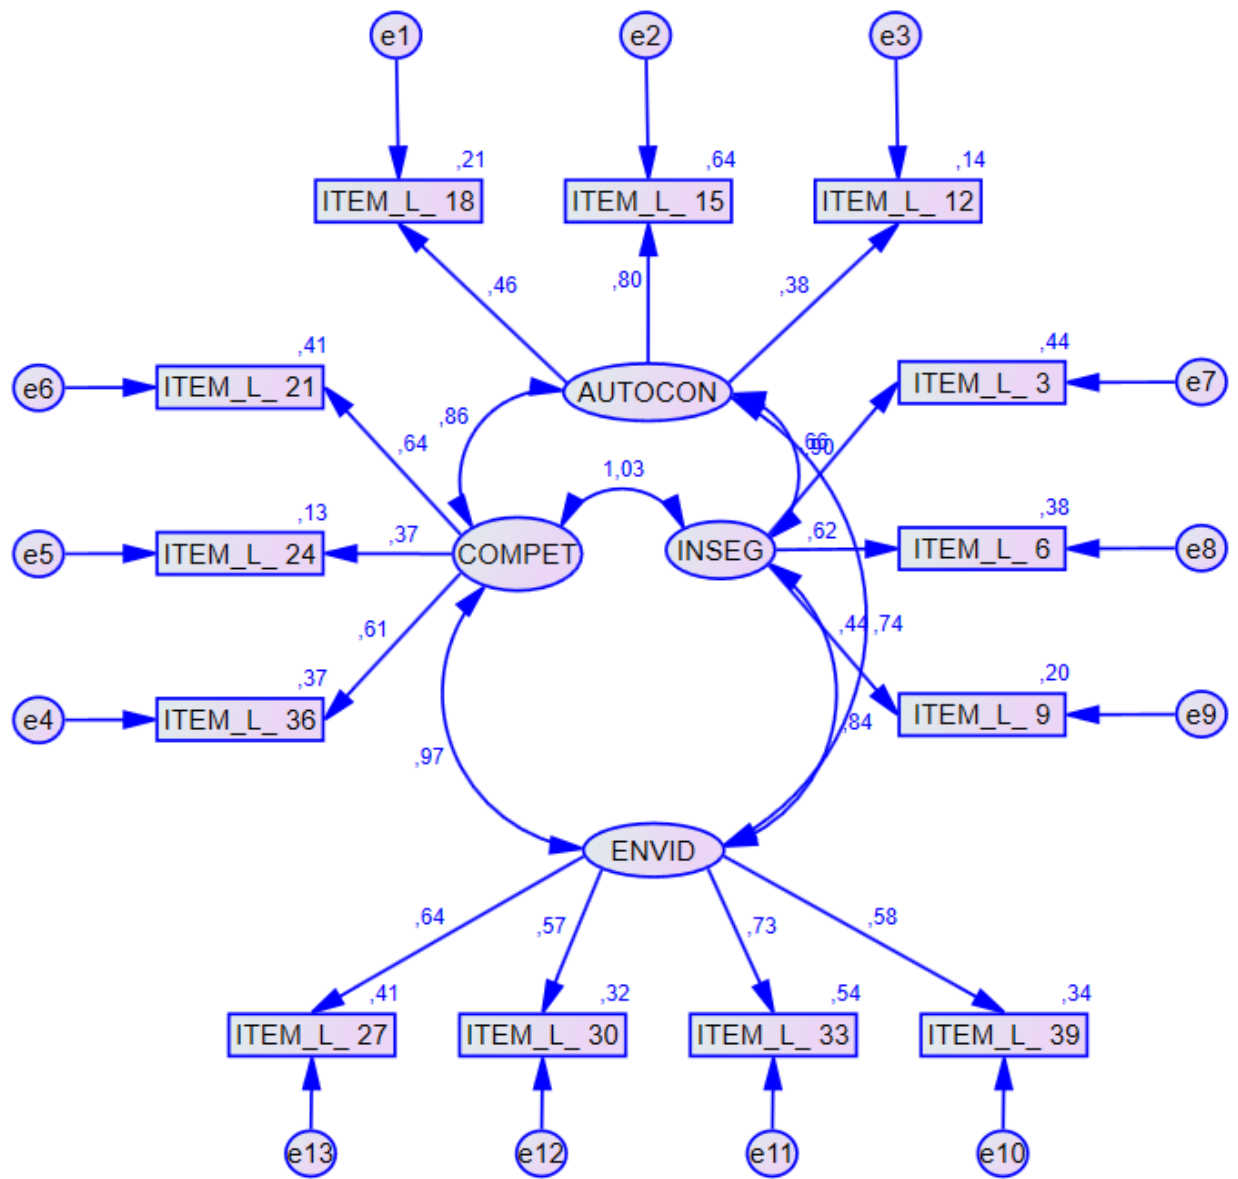 e1
e2
e3
,21
,64
,14
ITEM_L_ 18
ITEM_L_ 15
ITEM_L_ 12
,46
,80
,38
,41
,44
e6
ITEM_L_ 21
AUTOCON
ITEM_L_ 3
e7
,86
,64
,66
,90
1,03
,13
,38
e5
ITEM_L_ 24
,37
COMPET
INSEG
,62
ITEM_L_ 6
e8
,61
,44
,74
,37
,20
e4
ITEM_L_ 36
ITEM_L_ 9
e9
,97
,84
ENVID
,64
,57
,73
,58
,41
,32
,54
,34
ITEM_L_ 27
ITEM_L_ 30
ITEM_L_ 33
ITEM_L_ 39
e13
e12
e11
e10